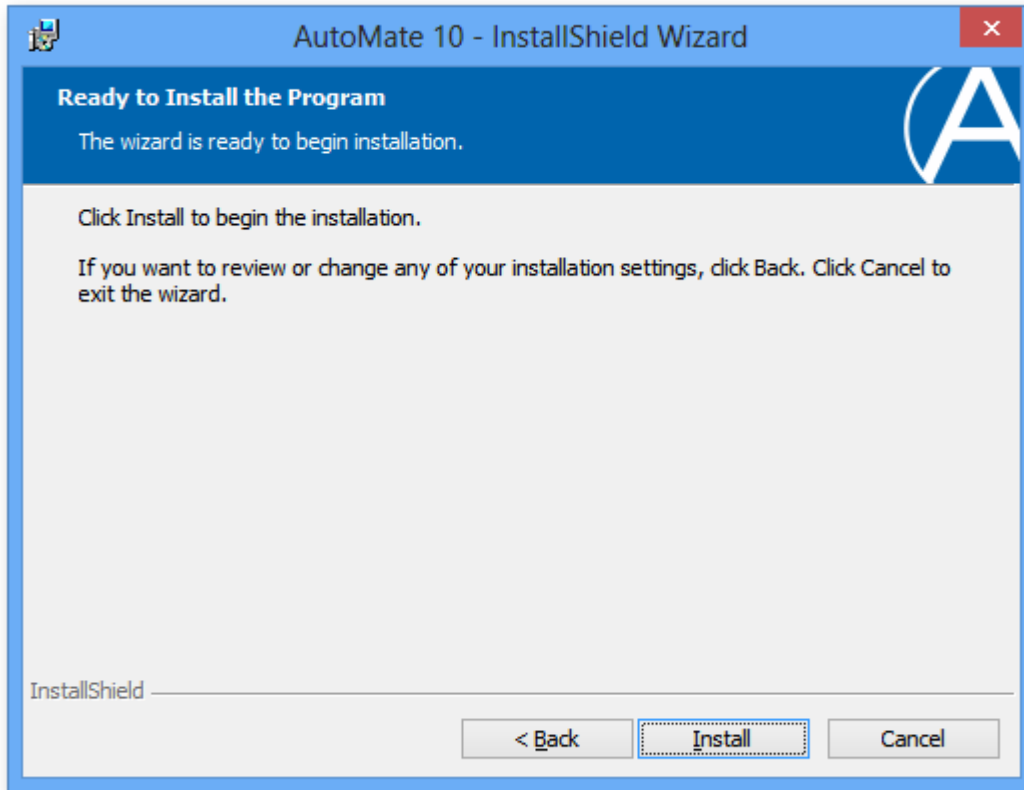 AutoMate 10 - InstallShield Wizard
Ready to Install the Program
The wizard is ready to begin installation.
Click Install to begin the installation.
If you want to review or change any of your installation settings, click Back. Click Cancel to
exit the wizard.
InstallShield
< Back
Install
Cancel